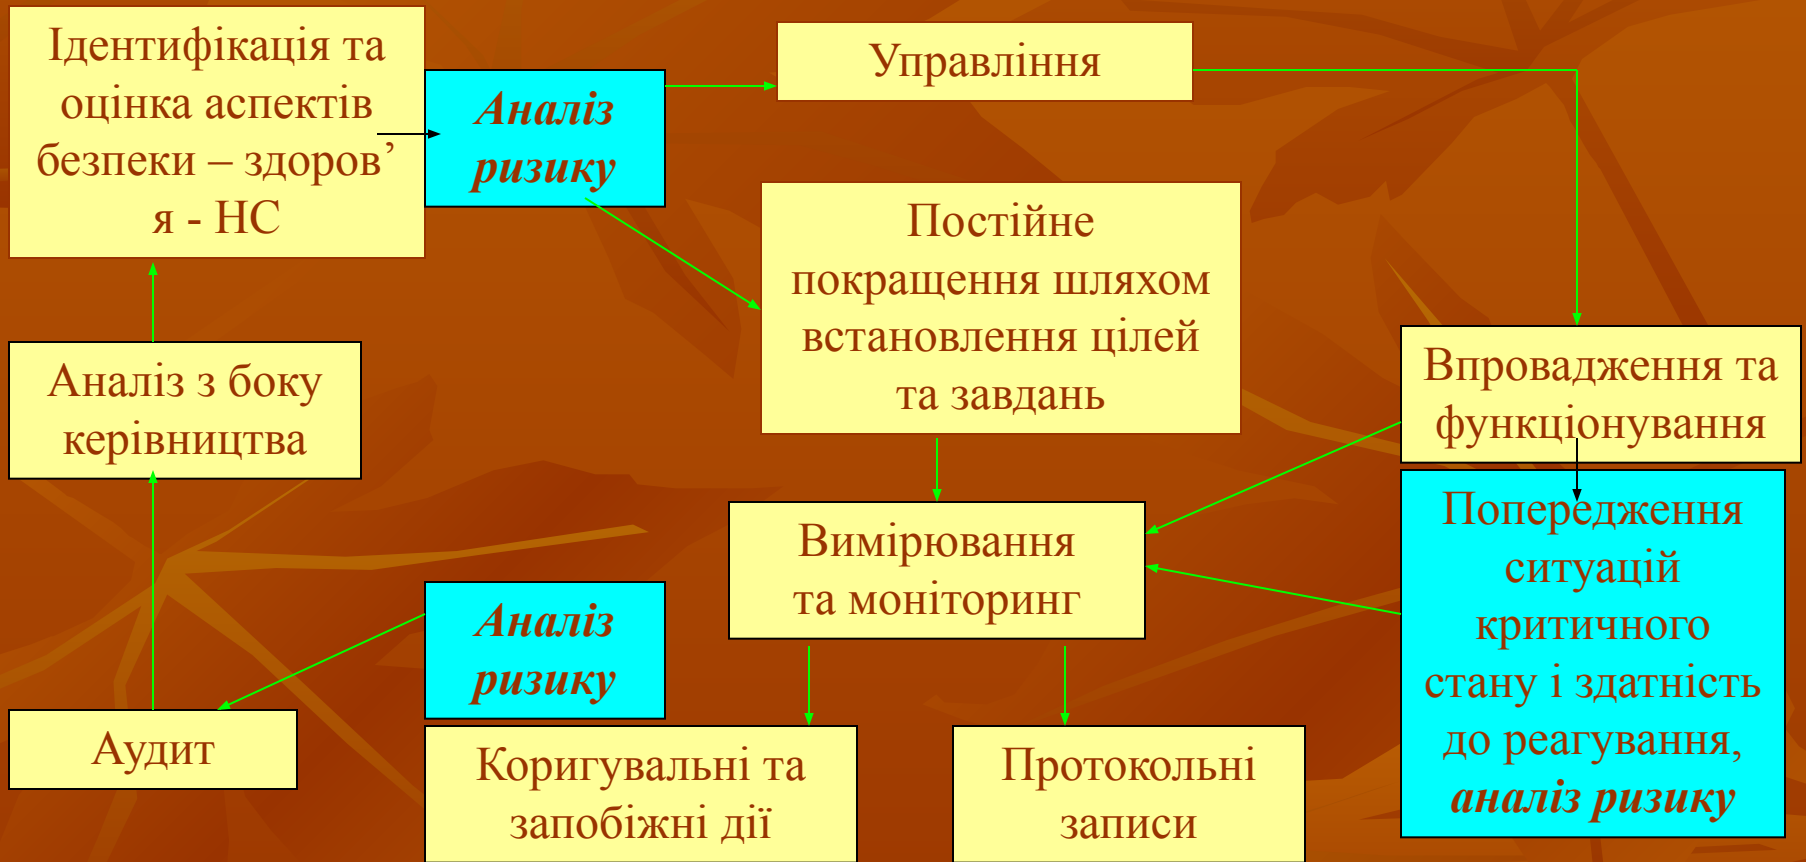 Ідентифікація та
оцінка аспектів
безпеки – здоров’
я - НС
Аналіз
ризику
Управління
Постійне
покращення шляхом
встановлення цілей
та завдань
Аналіз з боку
керівництва
Впровадження та
функціонування
Вимірювання
та моніторинг
Попередження
ситуацій
критичного
стану і здатність
до реагування,
аналіз ризику
Аналіз
ризику
Аудит
Коригувальні та
запобіжні дії
Протокольні
записи